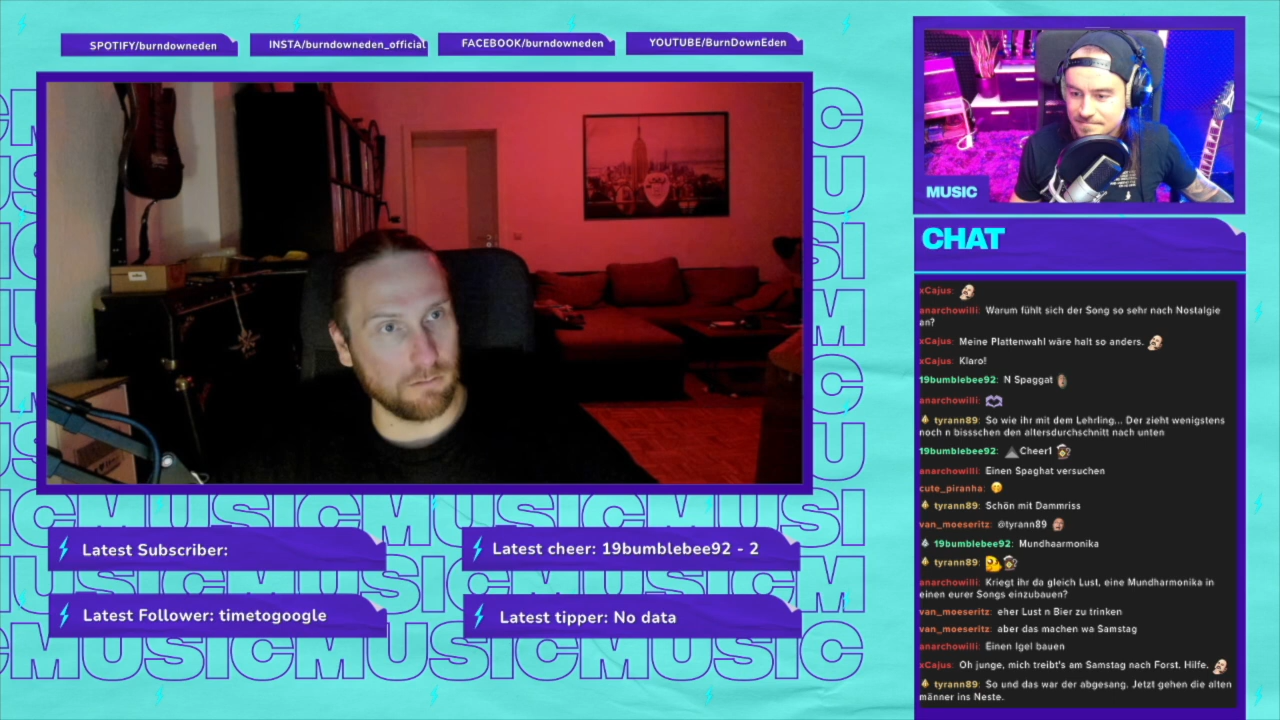 SPOTIFY/burndowneden
INSTA/burndowneden_official
FACEBOOK/burndowneden
YOUTUBE/BurnDownEden
MUSIC
CHAT
xCajus:
anarchowilli: Warum fühlt sich der Song so sehr nach Nostalgie
an?
xCajus: Meine Plattenwahl wäre halt so anders.
xCajus: Klaro!
19bumblebee92: 'N Spaggat
anarchowilli:
tyrann89: So wie ihr mit dem Lehrling... Der zieht wenigstens
noch n bissschen den altersdurchschnitt nach unten
19bumblebee92: Cheer1
anarchowilli: Einen Spaghat versuchen
cute_piranha:
tyrann89: Schön mit Dammriss
van_moeseritz: @tyrann89
19bumblebee92: Mundhaarmonika
tyrann89:
anarchowilli: Kriegt ihr da gleich Lust, eine Mundharmonika in
einen eurer Songs einzubauen?
van_moeseritz: eher Lust n Bier zu trinken
van_moeseritz: aber das machen wa Samstag
anarchowilli: Einen Igel bauen
xCajus: Oh junge, mich treibt's am Samstag nach Forst. Hilfe.
tyrann89: So und das war der abgesang. Jetzt gehen die alten
männer ins Neste.
Latest Subscriber:
Latest cheer: 19bumblebee92 - 2
Latest Follower: timetogoogle
Latest tipper: No data
MUSICMUSICMUSI
USICMUSICMUSICM
MUSICMUSICMUSIC